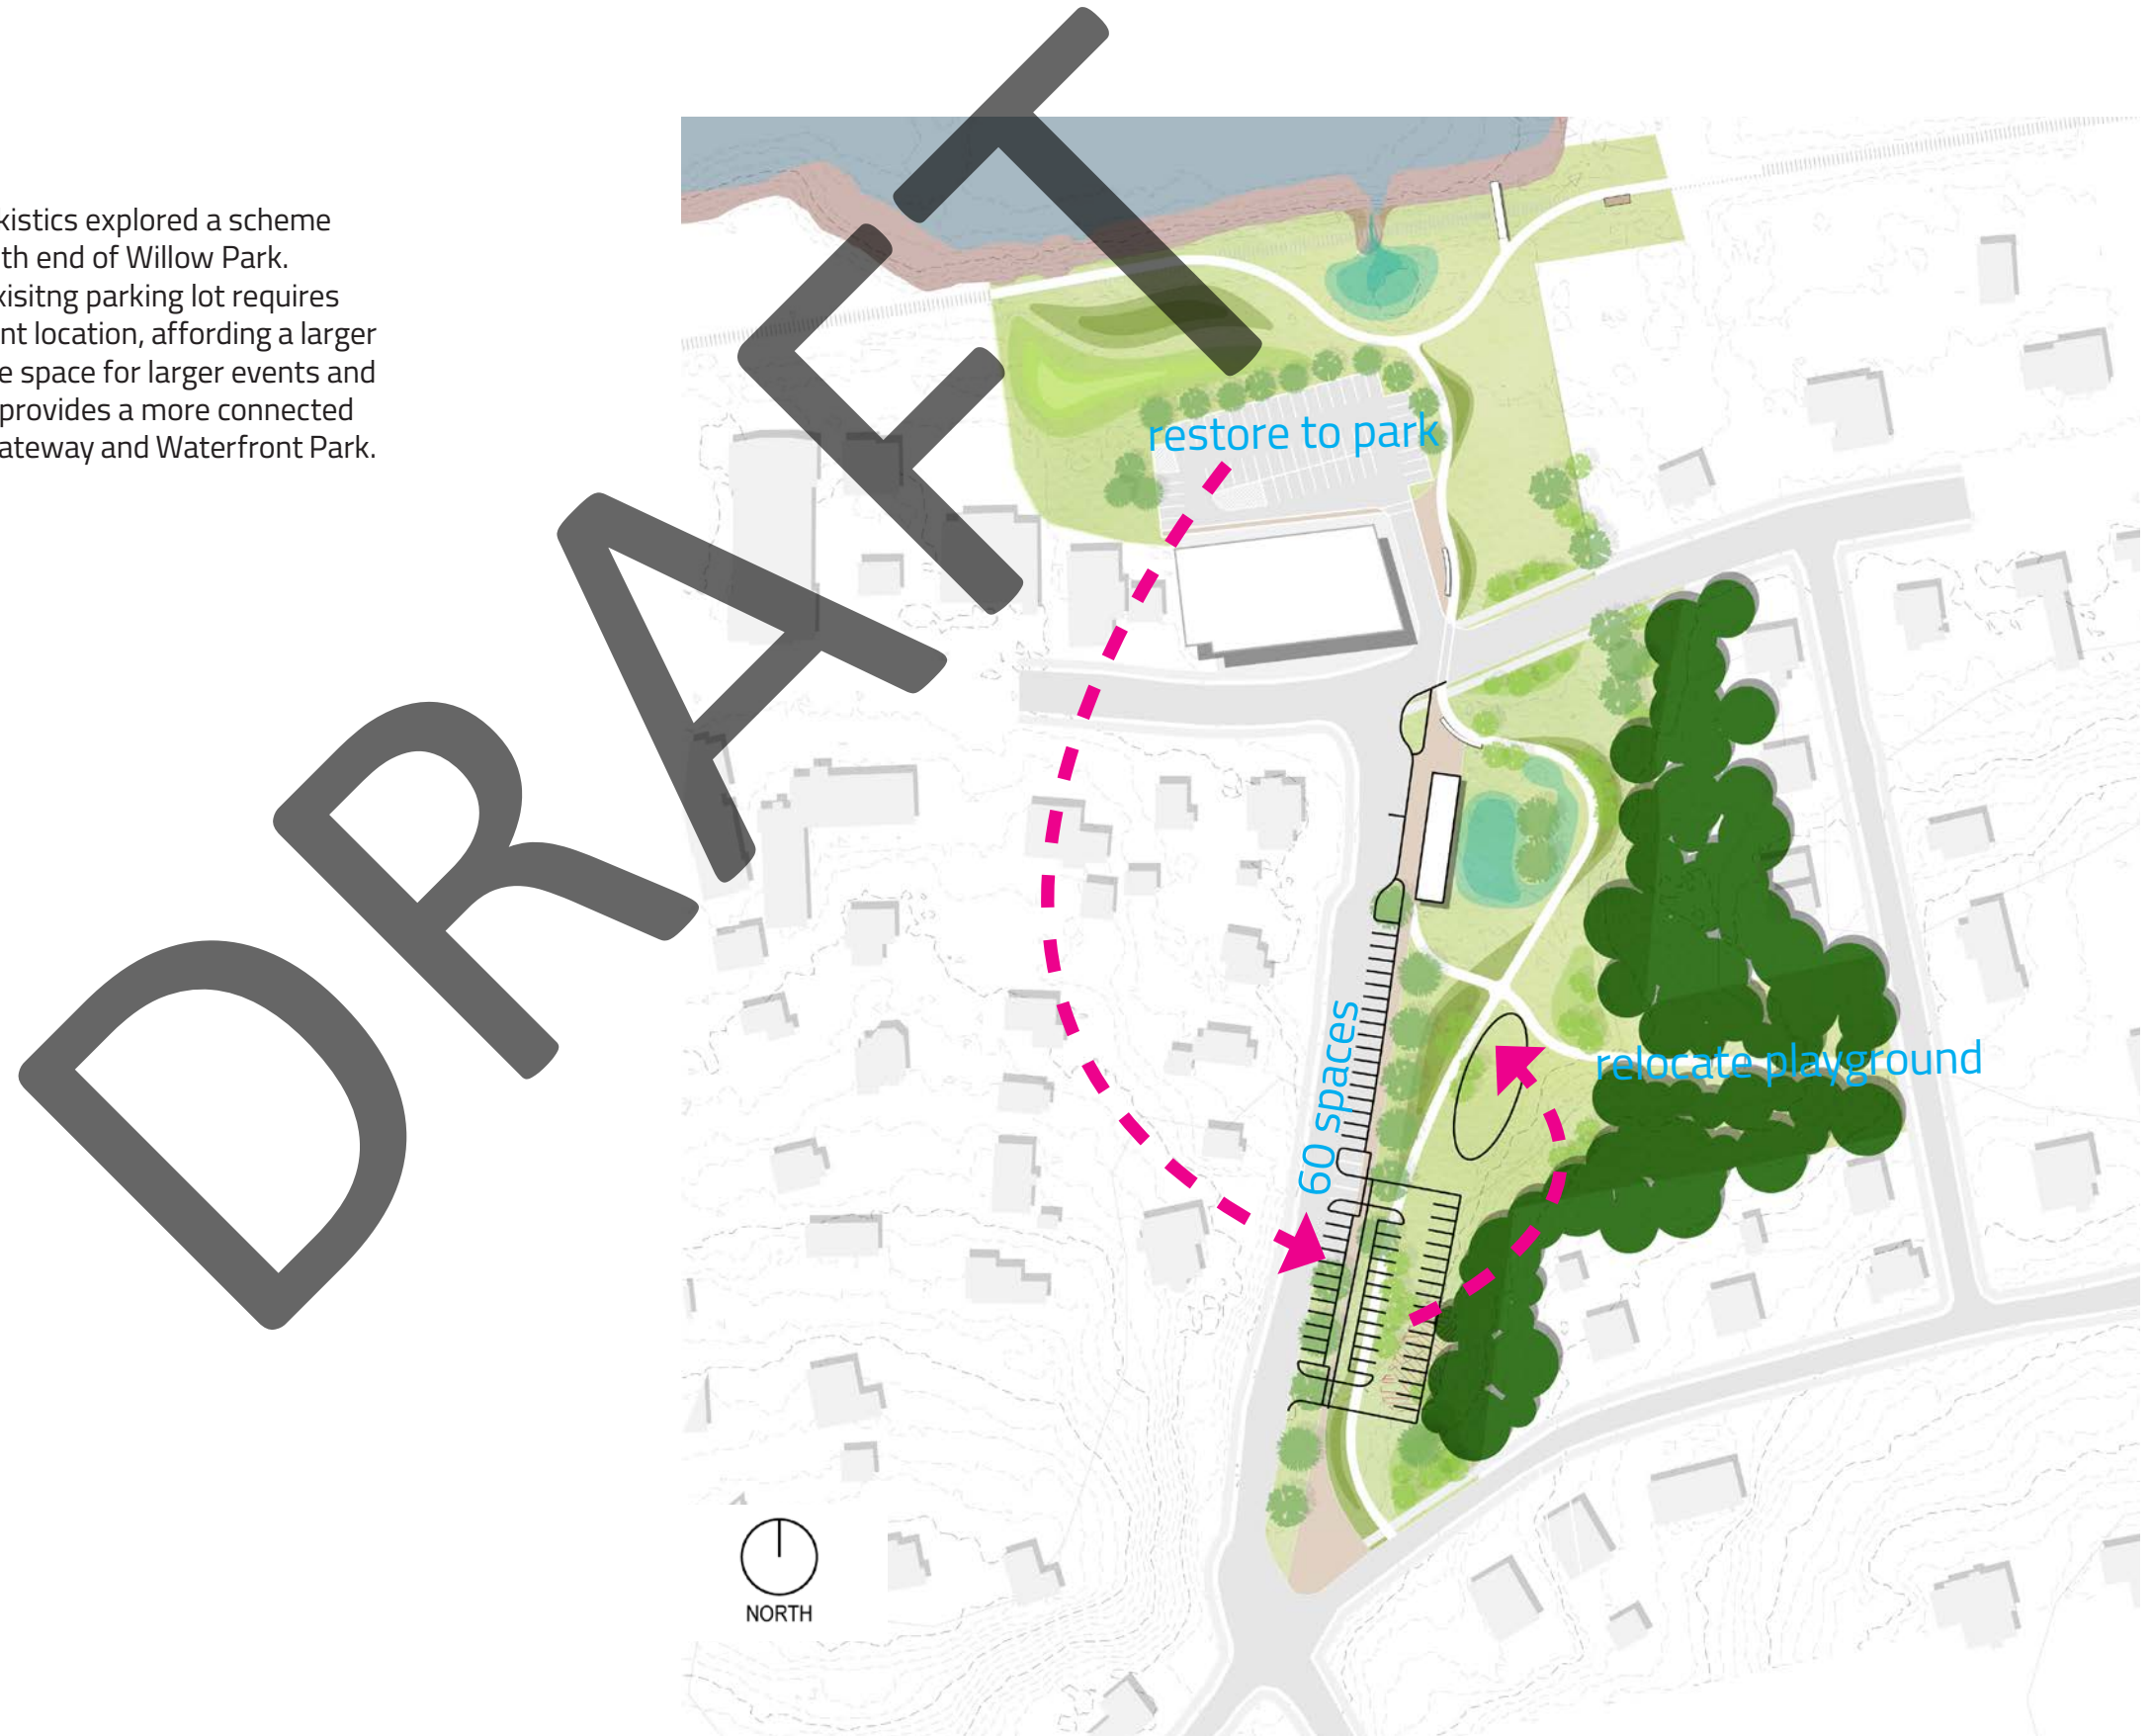 kistics explored a scheme
th end of Willow Park.
xisitng parking lot requires
nt location, affording a larger
e space for larger events and
provides a more connected
ateway and Waterfront Park.
DRAFT
restore to park
60 spaces
relocate playground
NORTH